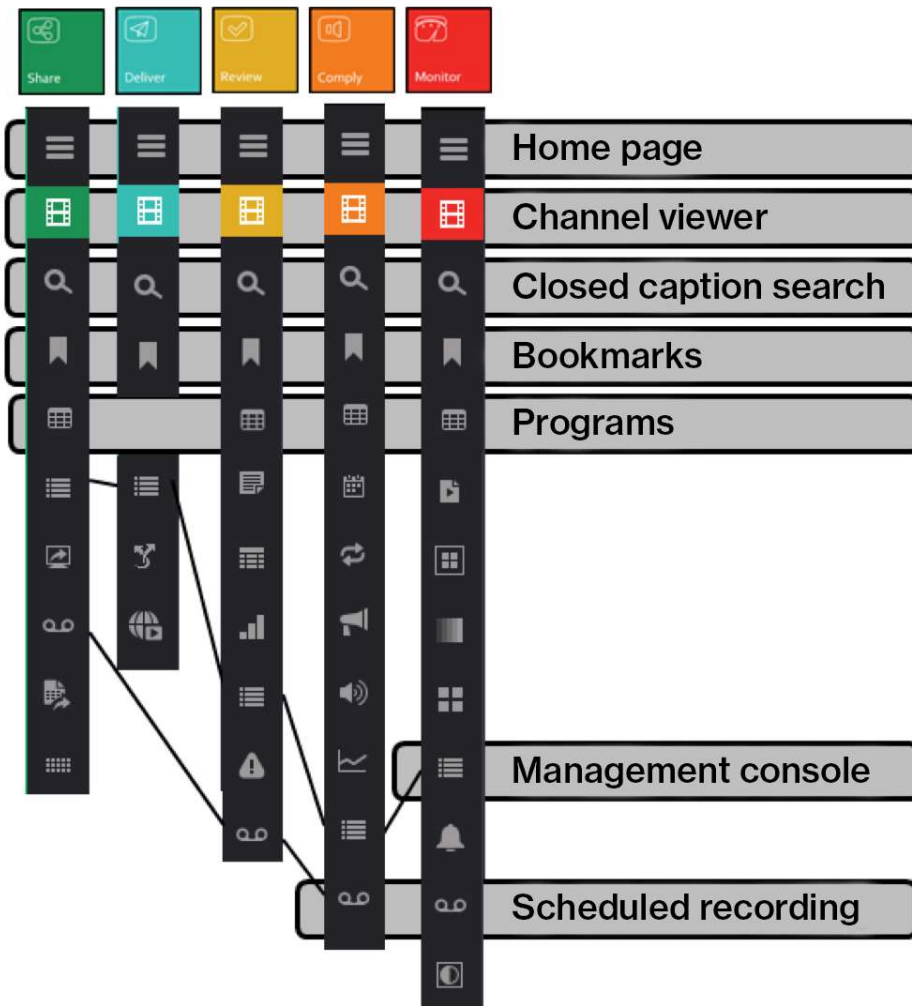 Share
Deliver
Review
Comply
Monitor
Home page
Channel viewer
Closed caption search
Bookmarks
Programs
Management console
Scheduled recording